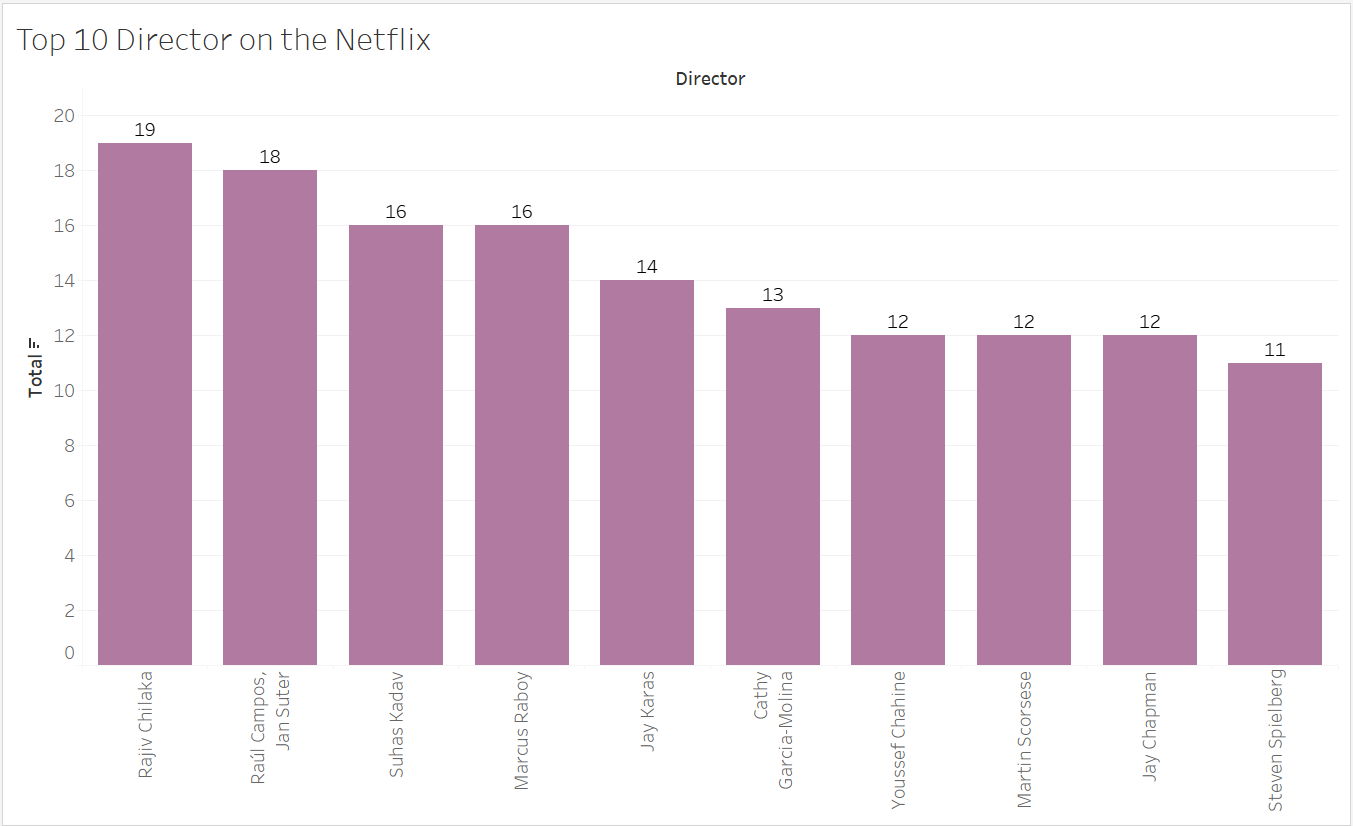 Top 10 Director on the Netflix
Director
Total
20
18
16
14
12
10
8
6
4
2
0
19
18
16
16
14
13
12
12
12
11
Rajiv Chilaka
Raúl Campos,
Jan Suter
Suhas Kadav
Marcus Raboy
Jay Karas
Cathy
Garcia-Molina
Youssef Chahine
Martin Scorsese
Jay Chapman
Steven Spielberg